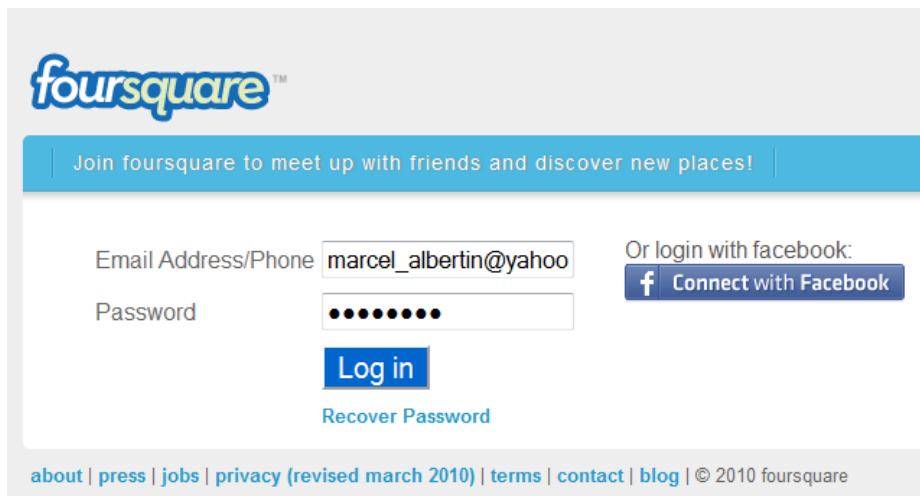 foursquare™
Join foursquare to meet up with friends and discover new places!
Email Address/Phone marcel_albertin@yahoo
Or login with facebook:
f Connect with Facebook
Password ●●●●●●●●
Log in
Recover Password
about | press | jobs | privacy (revised march 2010) | terms | contact | blog | © 2010 foursquare